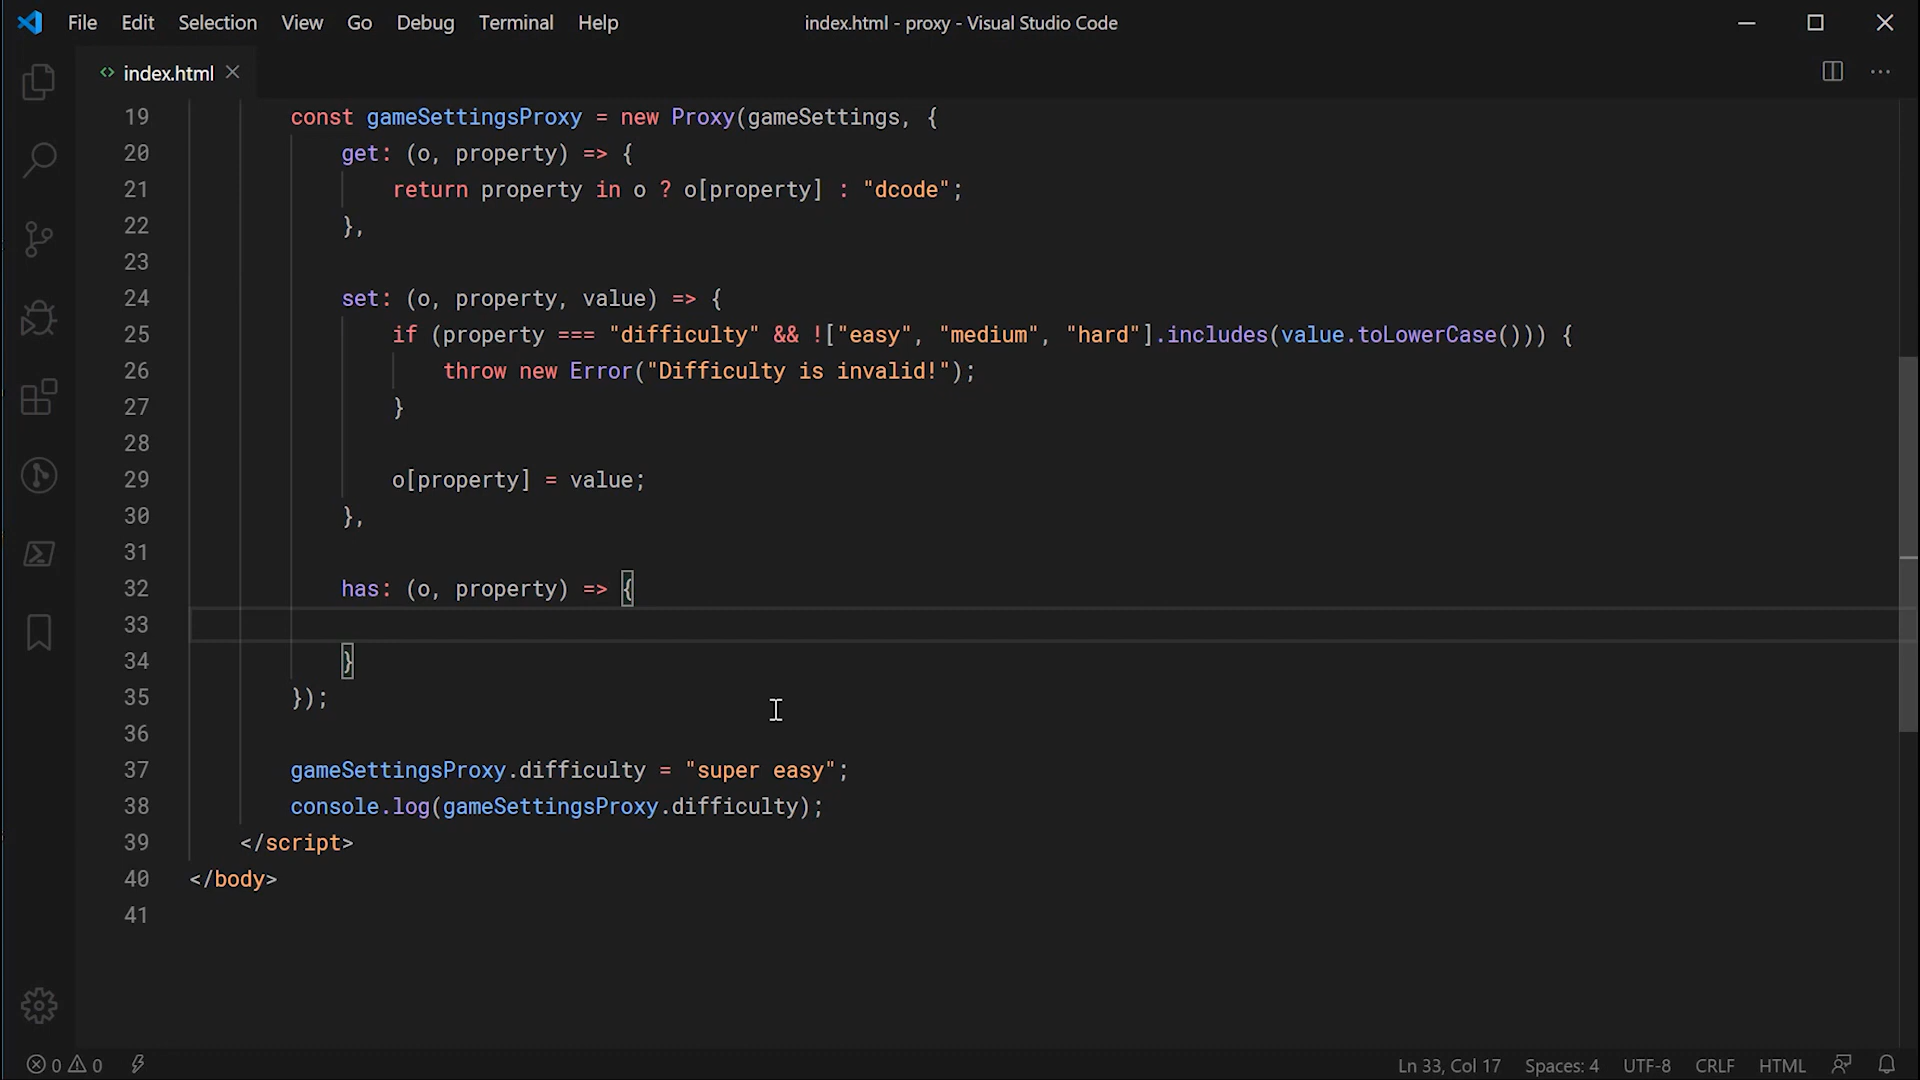 File Edit Selection View Go Debug Terminal Help index.html - proxy - Visual Studio Code
<> index.html
19 const gameSettingsProxy = new Proxy(gameSettings, {
20 get: (o, property) => {
21 return property in o ? o[property] : "dcode";
22 },
23
24 set: (o, property, value) => {
25 if (property === "difficulty" && !["easy", "medium", "hard"].includes(value.toLowerCase())) {
26 throw new Error("Difficulty is invalid!");
27 }
28
29 o[property] = value;
30 },
31
32 has: (o, property) => {
33
34 }
35 });
36
37 gameSettingsProxy.difficulty = "super easy";
38 console.log(gameSettingsProxy.difficulty);
39 </script>
40 </body>
41
0 0 Ln 33, Col 17 Spaces: 4 UTF-8 CRLF HTML